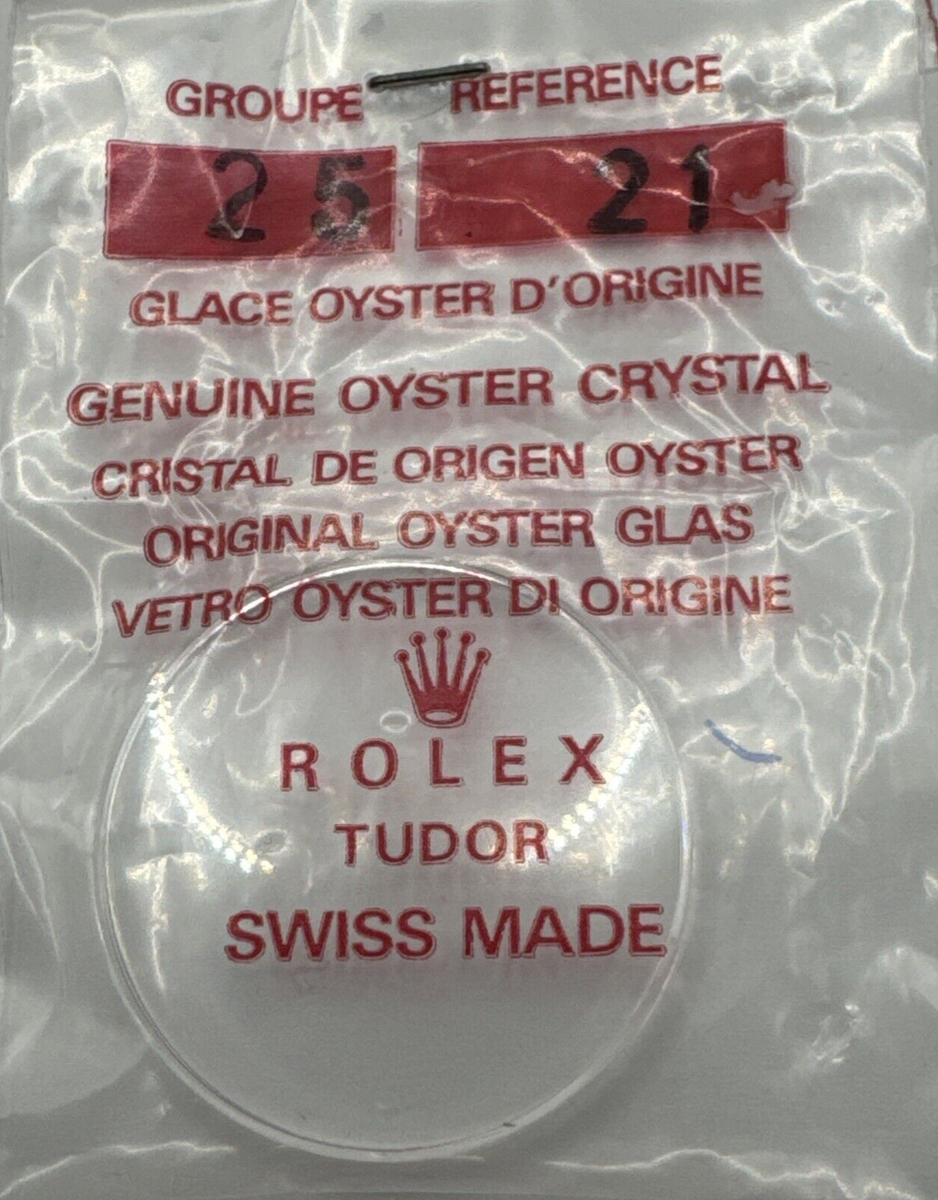 GROUPE REFERENCE
25 21
GLACE OYSTER D'ORIGINE
GENUINE OYSTER CRYSTAL
CRISTAL DE ORIGEN OYSTER
ORIGINAL OYSTER GLAS
VETRO OYSTER DI ORIGINE
ROLEX
TUDOR
SWISS MADE